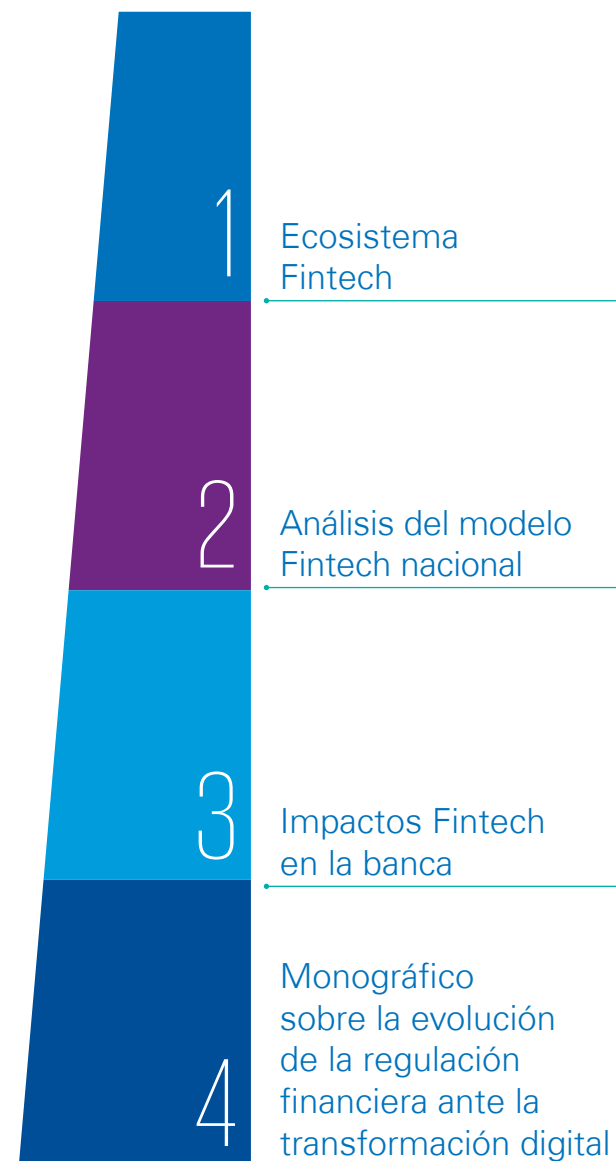 1
Ecosistema
Fintech
2
Análisis del modelo
Fintech nacional
3
Impactos Fintech
en la banca
4
Monográfico
sobre la evolución
de la regulación
financiera ante la
transformación digital